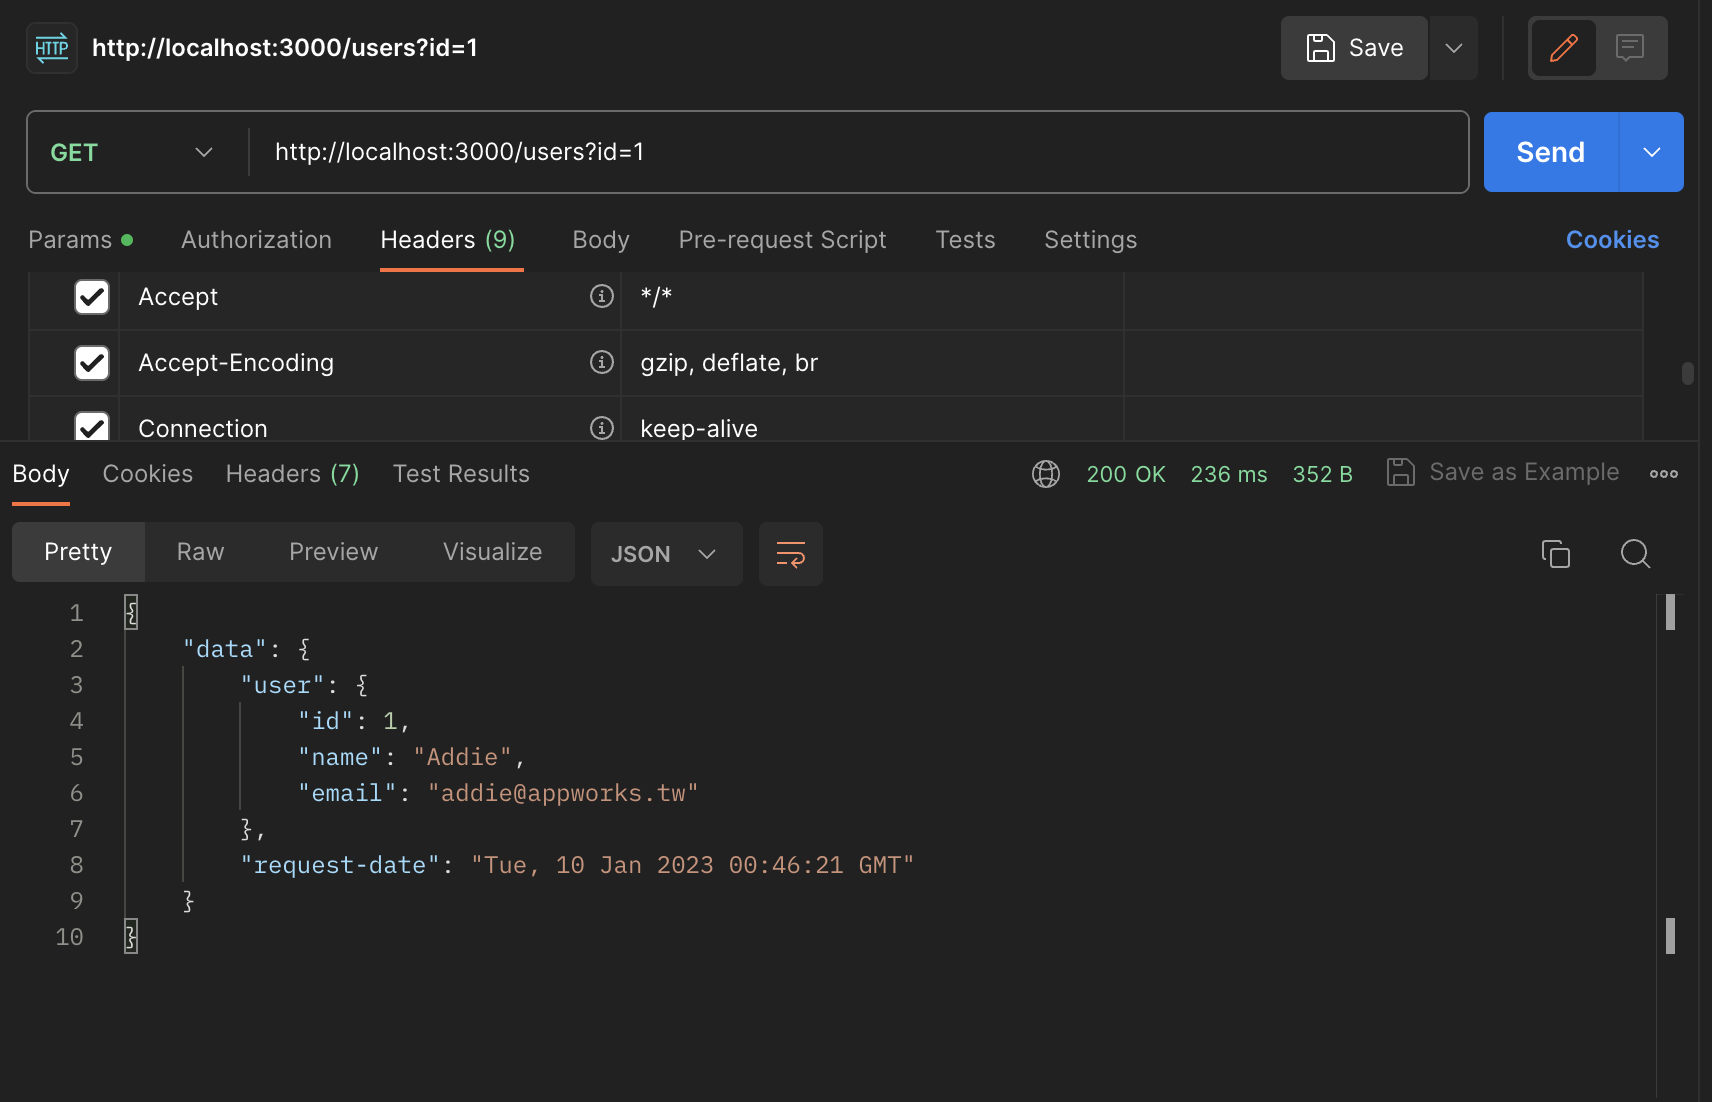 HTTP http://localhost:3000/users?id=1 Save
GET http://localhost:3000/users?id=1 Send
Params Authorization Headers (9) Body Pre-request Script Tests Settings Cookies
Accept */*
Accept-Encoding gzip, deflate, br
Connection keep-alive
Body Cookies Headers (7) Test Results 200 OK 236 ms 352 B Save as Example
Pretty Raw Preview Visualize JSON
1 {
2 "data": {
3 "user": {
4 "id": 1,
5 "name": "Addie",
6 "email": "addie@appworks.tw"
7 },
8 "request-date": "Tue, 10 Jan 2023 00:46:21 GMT"
9 }
10 }